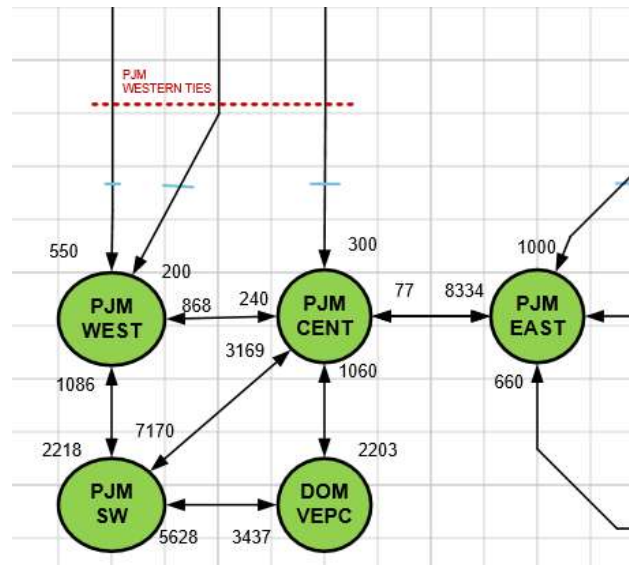 PJM
WESTERN TIES
550
200
300
1000
PJM
WEST
868
240
PJM
CENT
77
8334
PJM
EAST
1086
3169
1060
660
2218
7170
2203
PJM
SW
5628
3437
DOM
VEPC